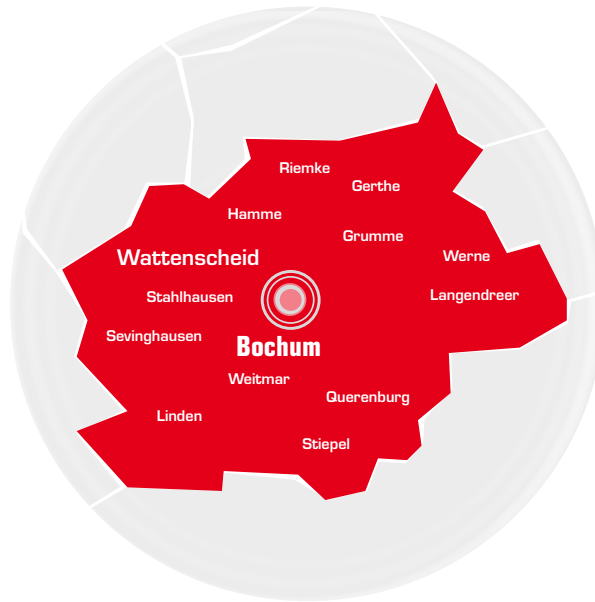 Riemke
Gerthe
Hamme
Grumme
Wattenscheid
Werne
Stahlhausen
Langendreer
Sevinghausen
Bochum
Weitmar
Querenburg
Linden
Stiepel